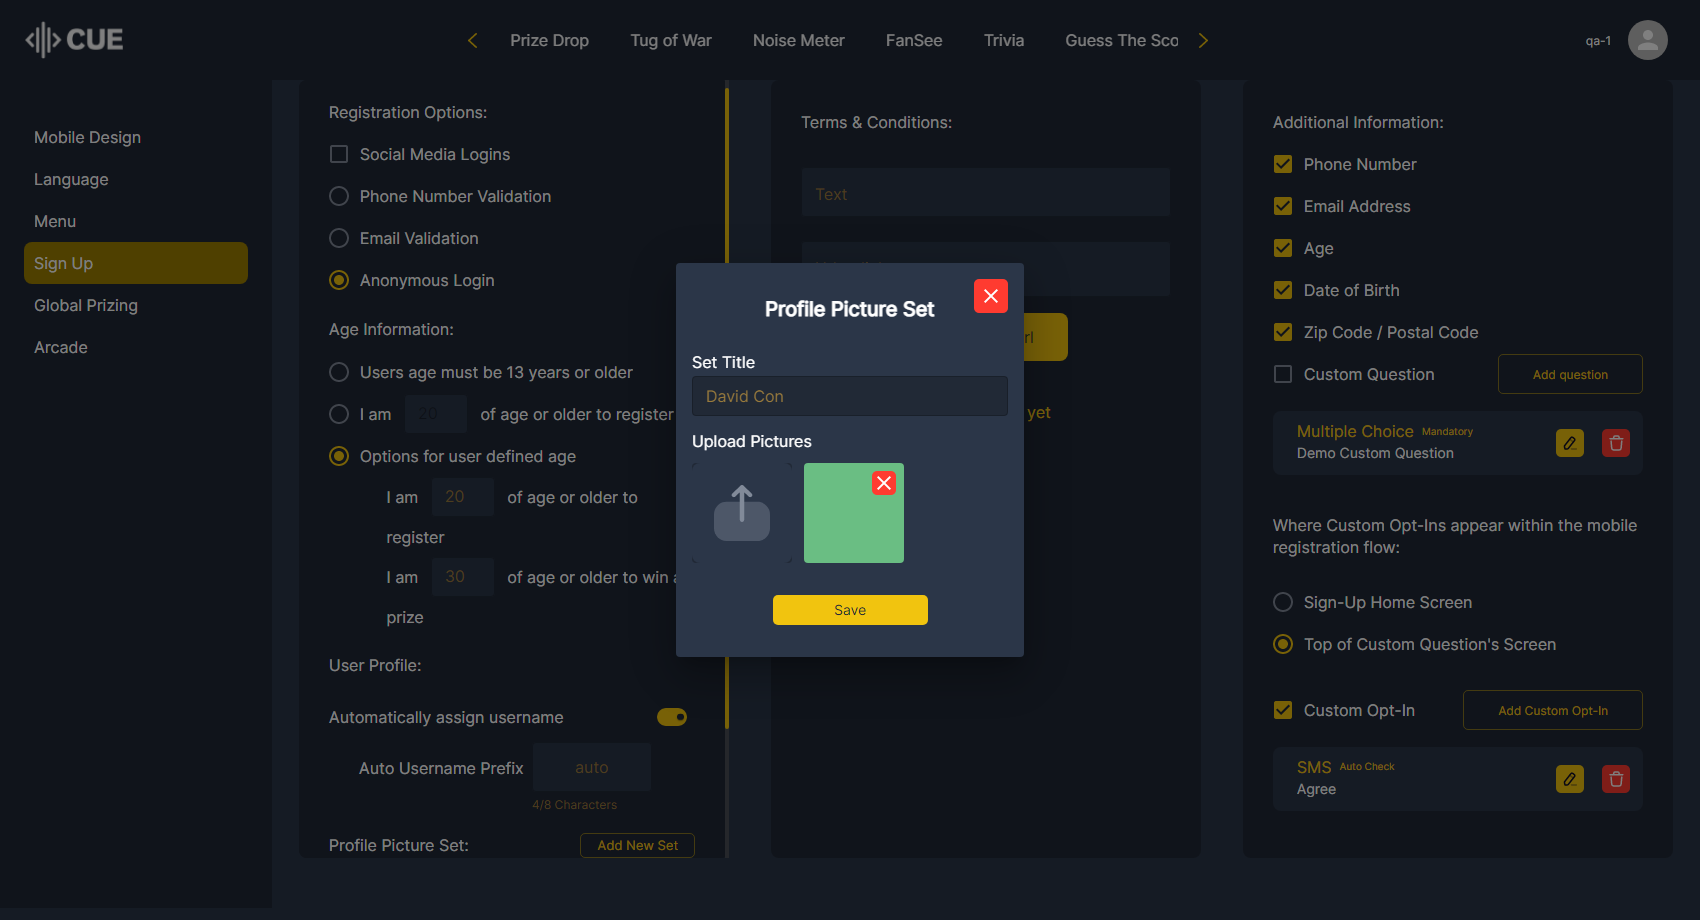 CUE
Prize Drop
Tug of War
Noise Meter
FanSee
Trivia
Guess The Sco
qa-1
Mobile Design
Language
Menu
Sign Up
Global Prizing
Arcade
Registration Options:
Social Media Logins
Phone Number Validation
Email Validation
Anonymous Login
Age Information:
Users age must be 13 years or older
I am 20 of age or older to register
Options for user defined age
I am 20 of age or older to
register
I am 30 of age or older to win a
prize
User Profile:
Automatically assign username
Auto Username Prefix auto
4/8 Characters
Profile Picture Set: Add New Set
Terms & Conditions:
Text
rl
yet
Profile Picture Set
Set Title
David Con
Upload Pictures
Save
Additional Information:
Phone Number
Email Address
Age
Date of Birth
Zip Code / Postal Code
Custom Question Add question
Multiple Choice Mandatory
Demo Custom Question
Where Custom Opt-Ins appear within the mobile
registration flow:
Sign-Up Home Screen
Top of Custom Question's Screen
Custom Opt-In Add Custom Opt-In
SMS Auto Check
Agree